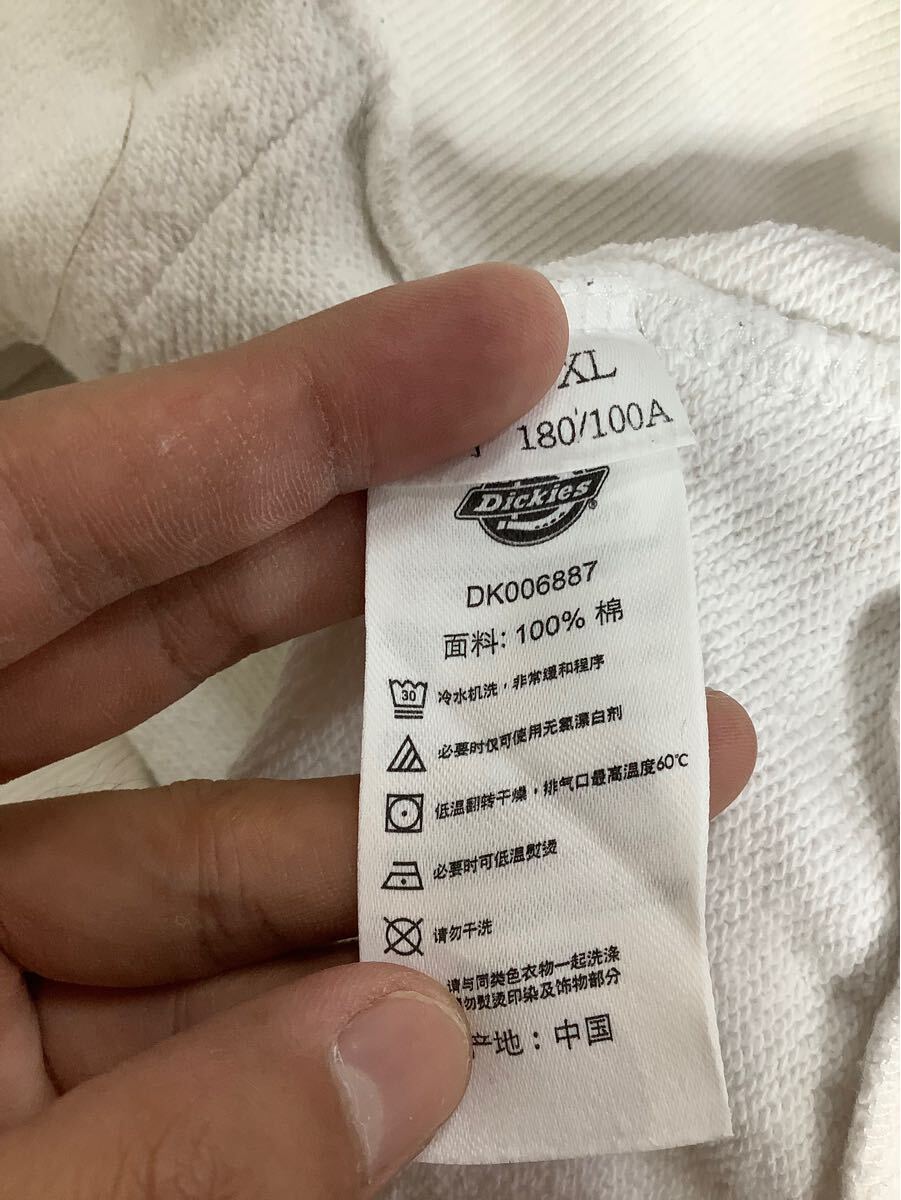 XL
180/100A
Dickies
®
DK006887
面料: 100% 棉
30
冷水机洗，非常缓和程序
必要时仅可使用无氯漂白剂
低温翻转干燥，排气口最高温度60℃
必要时可低温熨烫
请勿干洗
请与同类色衣物一起洗涤
勿熨烫印染及饰物部分
产地：中国